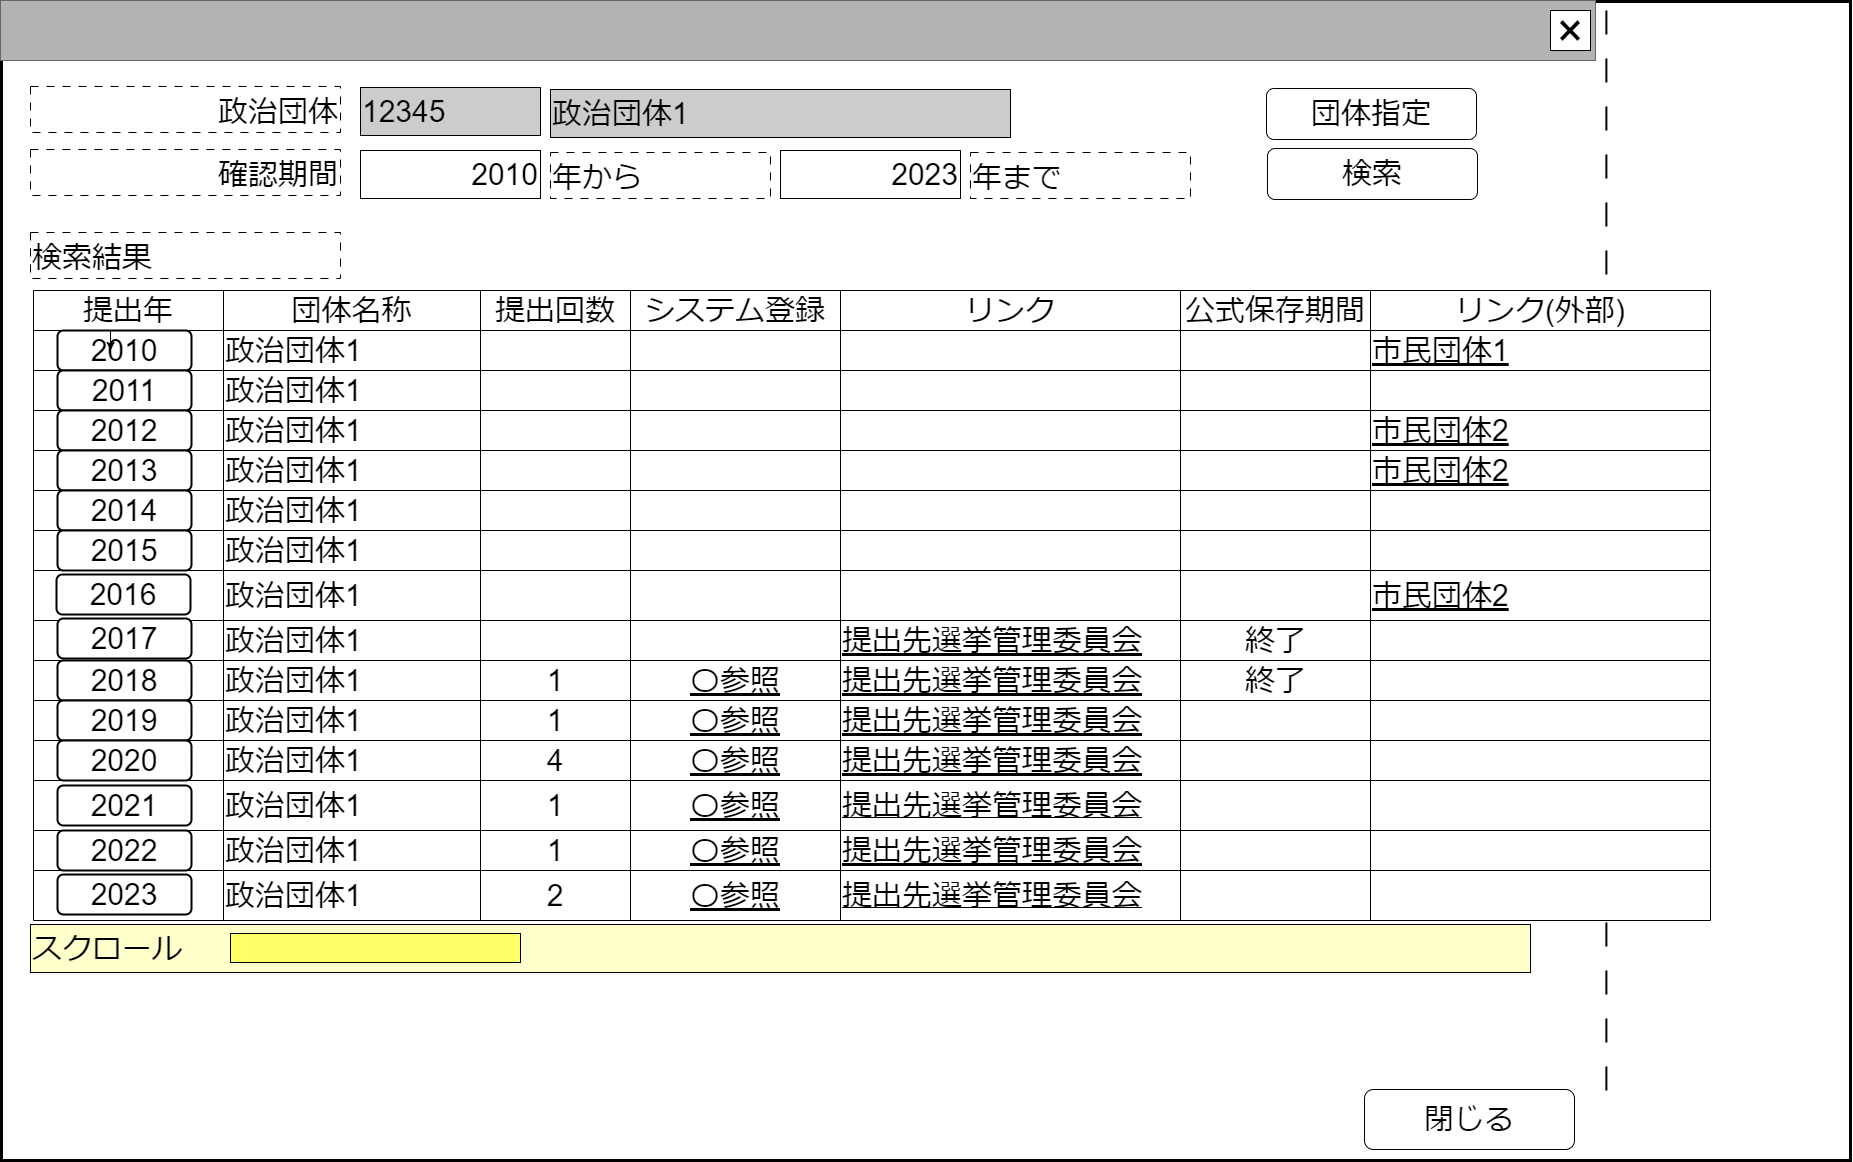 ×
政治団体 12345 政治団体1 団体指定
確認期間 2010 年から 2023 年まで 検索
検索結果
提出年 団体名称 提出回数 システム登録 リンク 公式保存期間 リンク(外部)
2010 政治団体1 市民団体1
2011 政治団体1
2012 政治団体1 市民団体2
2013 政治団体1 市民団体2
2014 政治団体1
2015 政治団体1
2016 政治団体1 市民団体2
2017 政治団体1 提出先選挙管理委員会 終了
2018 政治団体1 1 〇参照 提出先選挙管理委員会 終了
2019 政治団体1 1 〇参照 提出先選挙管理委員会
2020 政治団体1 4 〇参照 提出先選挙管理委員会
2021 政治団体1 1 〇参照 提出先選挙管理委員会
2022 政治団体1 1 〇参照 提出先選挙管理委員会
2023 政治団体1 2 〇参照 提出先選挙管理委員会
スクロール
閉じる